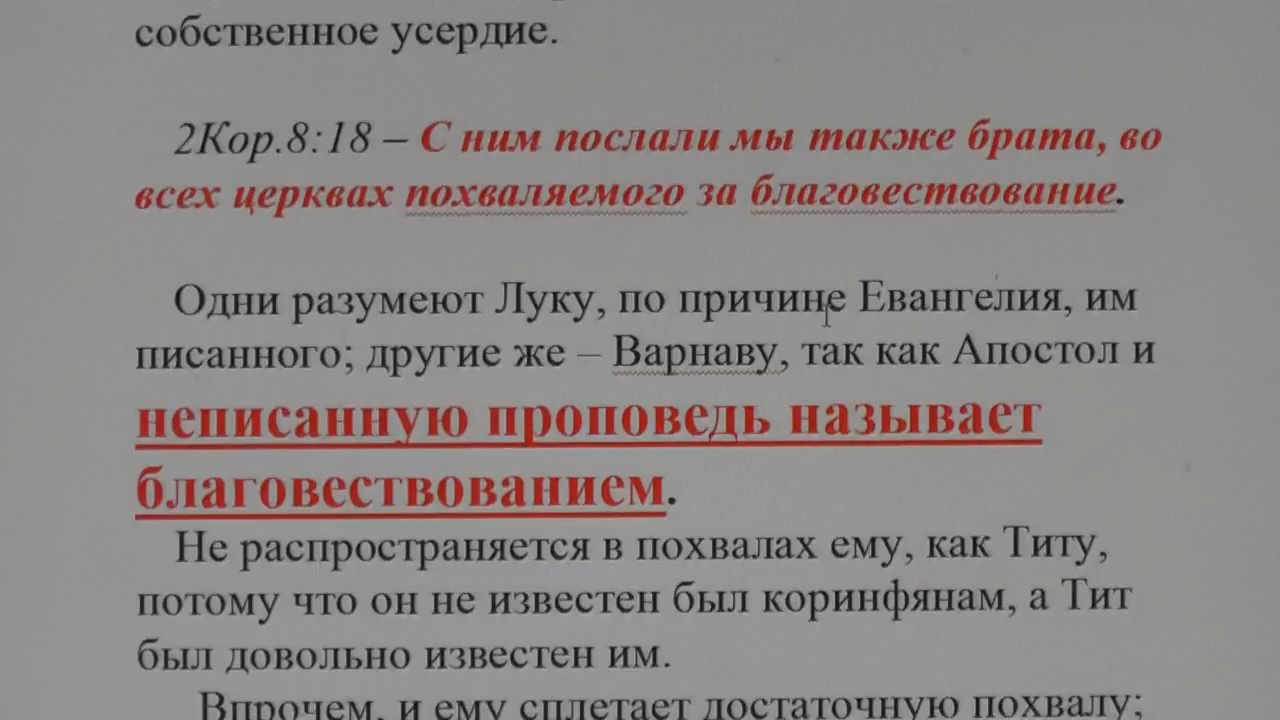 собственное усердие.
2Кор.8:18 – С ним послали мы также брата, во
всех церквах похваляемого за благовествование.
Одни разумеют Луку, по причине Евангелия, им
писанного; другие же – Варнаву, так как Апостол и
неписанную проповедь называет
благовествованием.
Не распространяется в похвалах ему, как Титу,
потому что он не известен был коринфянам, а Тит
был довольно известен им.
Впрочем, и ему сплетает достаточную похвалу;